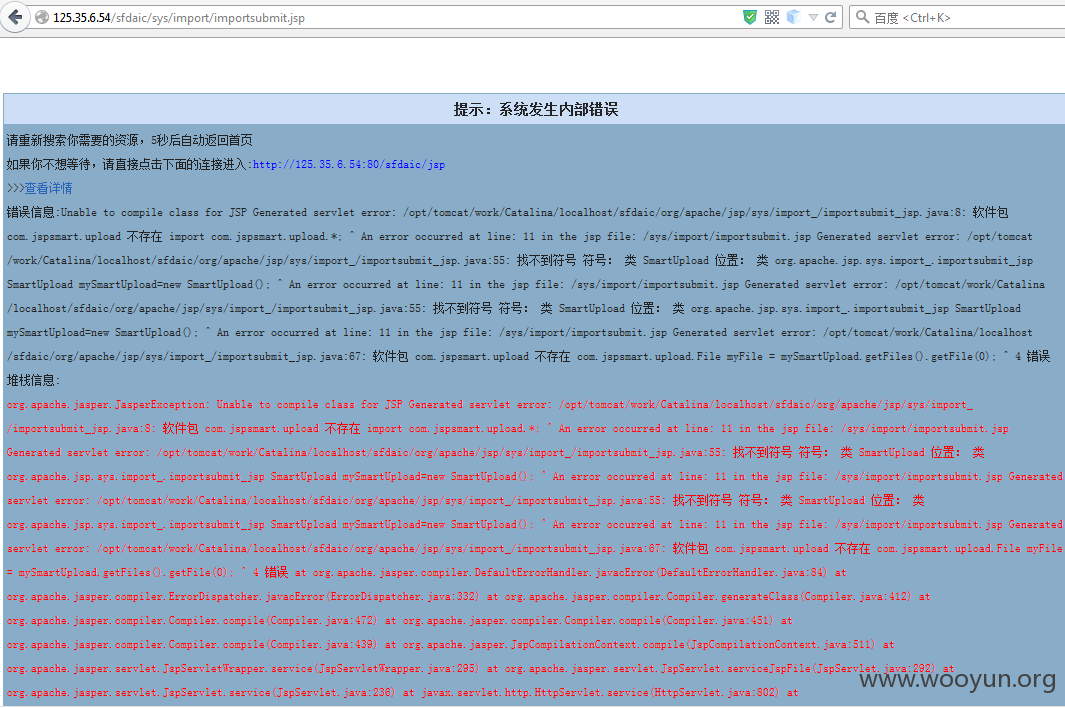 125.35.6.54/sfdaic/sys/import/importsubmit.jsp
百度 <Ctrl+K>
提示：系统发生内部错误
请重新搜索你需要的资源，5秒后自动返回首页
如果你不想等待，请直接点击下面的连接进入:http://125.35.6.54:80/sfdaic/jsp
>>>查看详情
错误信息:Unable to compile class for JSP Generated servlet error: /opt/tomcat/work/Catalina/localhost/sfdaic/org/apache/jsp/sys/import_/importsubmit_jsp.java:8: 软件包
com.jspsmart.upload 不存在 import com.jspsmart.upload.*; ^ An error occurred at line: 11 in the jsp file: /sys/import/importsubmit.jsp Generated servlet error: /opt/tomcat
/work/Catalina/localhost/sfdaic/org/apache/jsp/sys/import_/importsubmit_jsp.java:55: 找不到符号 符号： 类 SmartUpload 位置： 类 org.apache.jsp.sys.import_.importsubmit_jsp
SmartUpload mySmartUpload=new SmartUpload(); ^ An error occurred at line: 11 in the jsp file: /sys/import/importsubmit.jsp Generated servlet error: /opt/tomcat/work/Catalina
/localhost/sfdaic/org/apache/jsp/sys/import_/importsubmit_jsp.java:55: 找不到符号 符号： 类 SmartUpload 位置： 类 org.apache.jsp.sys.import_.importsubmit_jsp SmartUpload
mySmartUpload=new SmartUpload(); ^ An error occurred at line: 11 in the jsp file: /sys/import/importsubmit.jsp Generated servlet error: /opt/tomcat/work/Catalina/localhost
/sfdaic/org/apache/jsp/sys/import_/importsubmit_jsp.java:67: 软件包 com.jspsmart.upload 不存在 com.jspsmart.upload.File myFile = mySmartUpload.getFiles().getFile(0); ^ 4 错误
堆栈信息:
org.apache.jasper.JasperException: Unable to compile class for JSP Generated servlet error: /opt/tomcat/work/Catalina/localhost/sfdaic/org/apache/jsp/sys/import_
/importsubmit_jsp.java:8: 软件包 com.jspsmart.upload 不存在 import com.jspsmart.upload.*; ^ An error occurred at line: 11 in the jsp file: /sys/import/importsubmit.jsp
Generated servlet error: /opt/tomcat/work/Catalina/localhost/sfdaic/org/apache/jsp/sys/import_/importsubmit_jsp.java:55: 找不到符号 符号： 类 SmartUpload 位置： 类
org.apache.jsp.sys.import_.importsubmit_jsp SmartUpload mySmartUpload=new SmartUpload(); ^ An error occurred at line: 11 in the jsp file: /sys/import/importsubmit.jsp Generated
servlet error: /opt/tomcat/work/Catalina/localhost/sfdaic/org/apache/jsp/sys/import_/importsubmit_jsp.java:55: 找不到符号 符号： 类 SmartUpload 位置： 类
org.apache.jsp.sys.import_.importsubmit_jsp SmartUpload mySmartUpload=new SmartUpload(); ^ An error occurred at line: 11 in the jsp file: /sys/import/importsubmit.jsp Generated
servlet error: /opt/tomcat/work/Catalina/localhost/sfdaic/org/apache/jsp/sys/import_/importsubmit_jsp.java:67: 软件包 com.jspsmart.upload 不存在 com.jspsmart.upload.File myFile
= mySmartUpload.getFiles().getFile(0); ^ 4 错误 at org.apache.jasper.compiler.DefaultErrorHandler.javacError(DefaultErrorHandler.java:84) at
org.apache.jasper.compiler.ErrorDispatcher.javacError(ErrorDispatcher.java:332) at org.apache.jasper.compiler.Compiler.generateClass(Compiler.java:412) at
org.apache.jasper.compiler.Compiler.compile(Compiler.java:472) at org.apache.jasper.compiler.Compiler.compile(Compiler.java:451) at
org.apache.jasper.compiler.Compiler.compile(Compiler.java:439) at org.apache.jasper.JspCompilationContext.compile(JspCompilationContext.java:511) at
org.apache.jasper.servlet.JspServletWrapper.service(JspServletWrapper.java:295) at org.apache.jasper.servlet.JspServlet.serviceJspFile(JspServlet.java:292) at
org.apache.jasper.servlet.JspServlet.service(JspServlet.java:236) at javax.servlet.http.HttpServlet.service(HttpServlet.java:802) at
www.wooyun.org